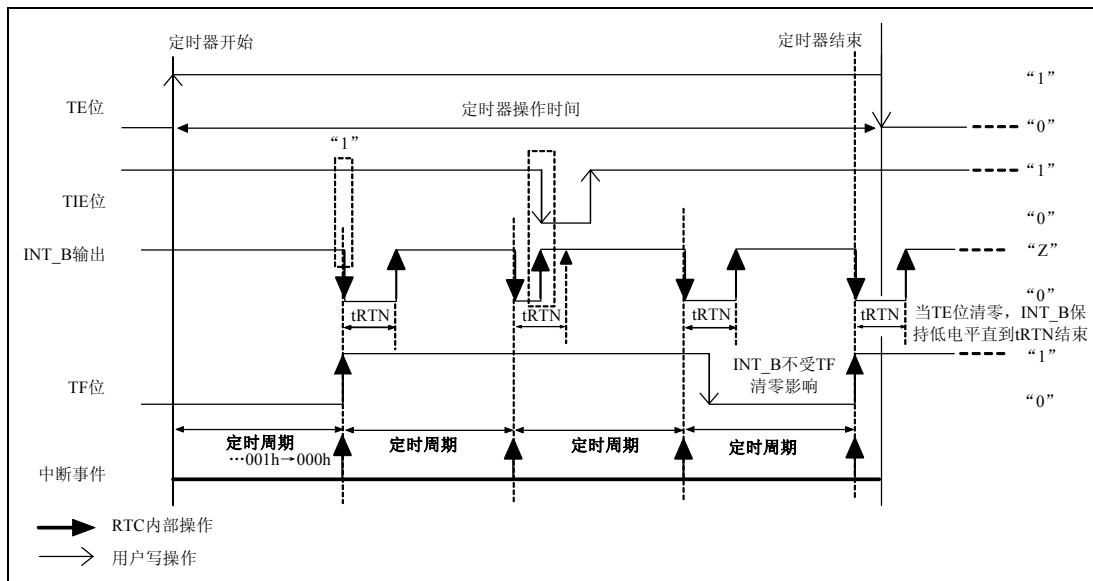 定时器开始
定时器结束
“1”
TE位
定时器操作时间
“0”
“1”
“1”
TIE位
“0”
INT_B输出
“Z”
“0”
tRTN
tRTN
tRTN
tRTN
当TE位清零，INT_B保
持低电平直到tRTN结束
“1”
TF位
INT_B不受TF
清零影响
“0”
定时周期
定时周期
定时周期
定时周期
…001h→000h
中断事件
RTC内部操作
用户写操作